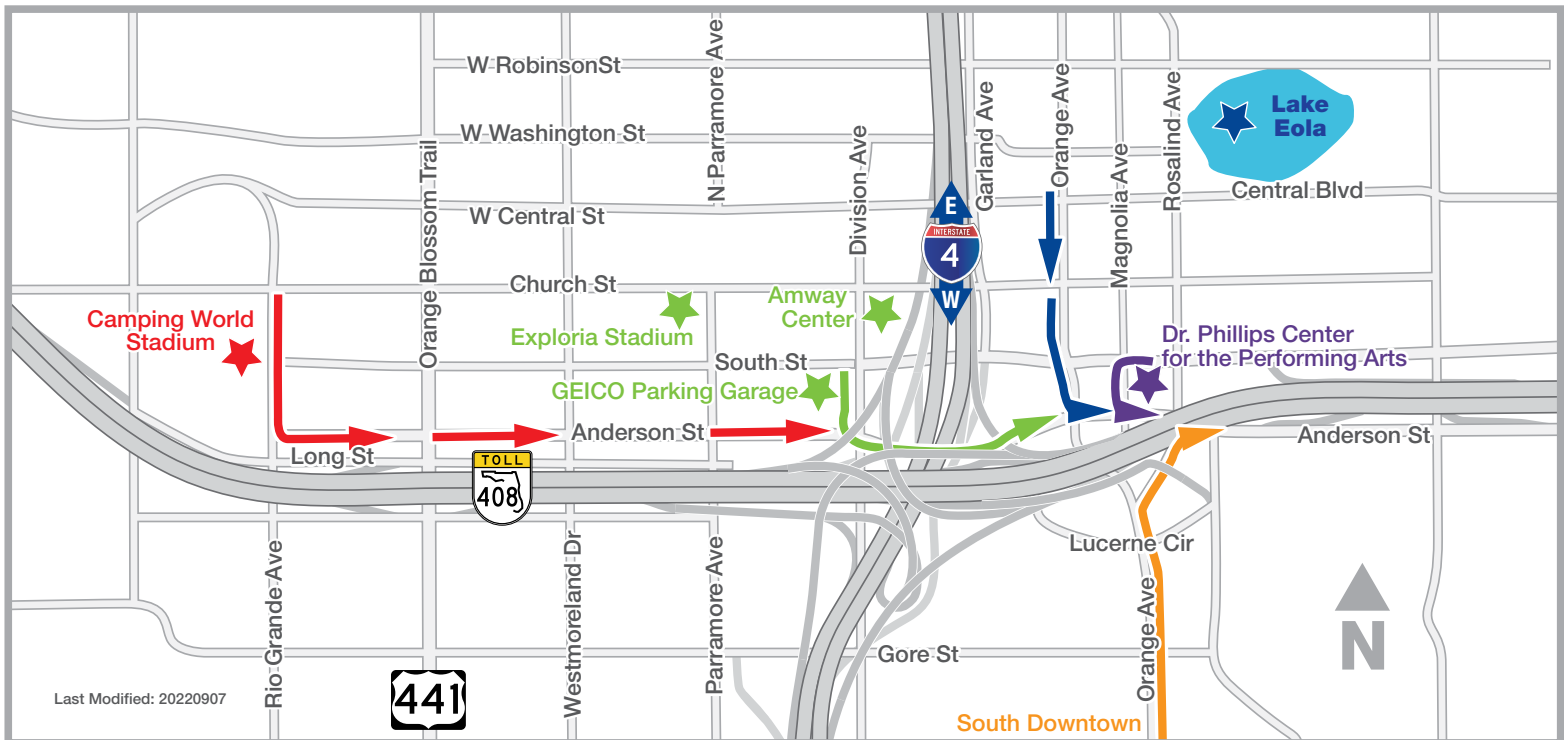 W RobinsonSt
N Parramore Ave
Garland Ave
Orange Ave
Rosalind Ave
Lake
Eola
W Washington St
Division Ave
Magnolia Ave
Orange Blossom Trail
W Central St
Central Blvd
E
INTERSTATE
4
W
Church St
Camping World
Stadium
Exploria Stadium
Amway
Center
Dr. Phillips Center
for the Performing Arts
South St
GEICO Parking Garage
Anderson St
Anderson St
Long St
TOLL
408
Lucerne Cir
Rio Grande Ave
Westmoreland Dr
Parramore Ave
Orange Ave
N
Gore St
Last Modified: 20220907
441
South Downtown